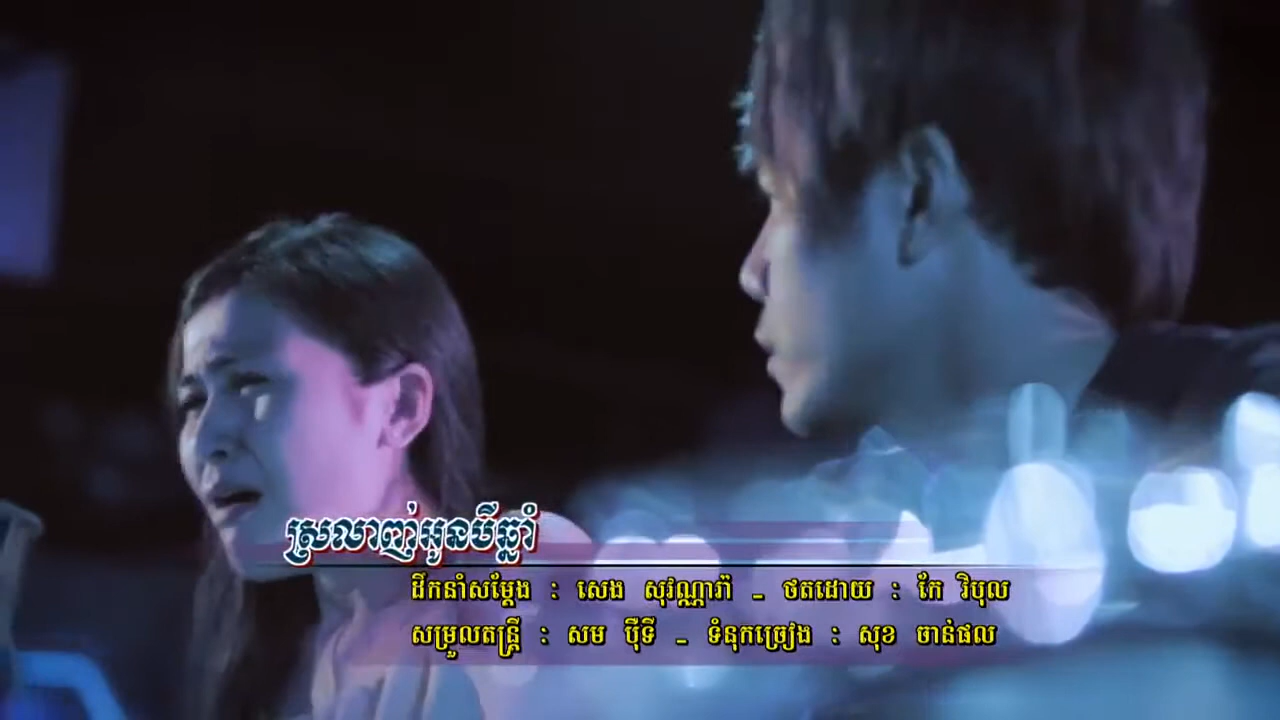 ស្រលាញ់អូនបីឆ្នាំ
ដឹកនាំសម្ដែង : សេង សុវណ្ណារ៉ា - ថតដោយ : កែ វិបុល
សម្រួលតន្ត្រី : សម ប៉ឺទី - ទំនុកច្រៀង : សុខ ចាន់ផល